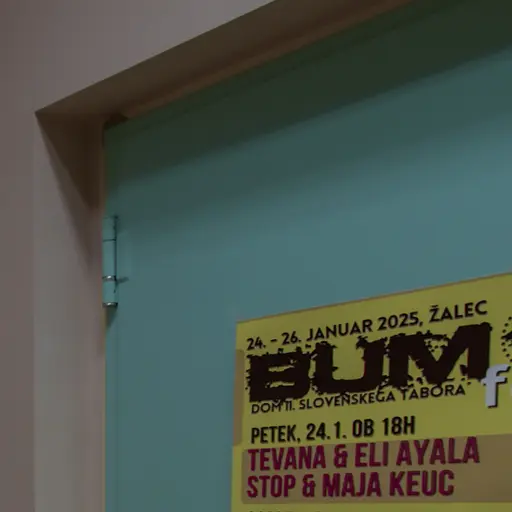 24. - 26. JANUAR 2025, ŽALEC
BUM
DOM II. SLOVENSKEGA TABORA
PETEK, 24.1. OB 18H
TEVANA & ELI AYALA
STOP & MAJA KEUC